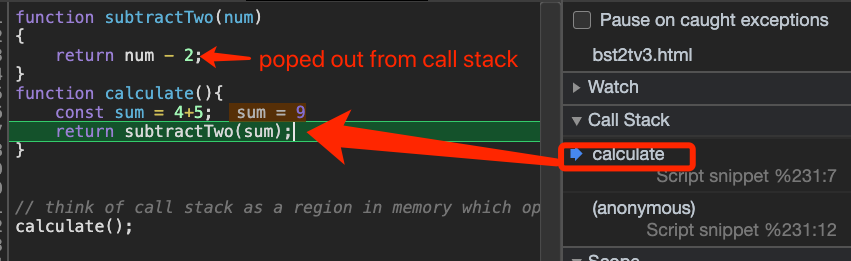 function subtractTwo(num)
{
return num - 2; poped out from call stack
}
function calculate(){
const sum = 4+5; sum = 9
7 return subtractTwo(sum);
}
// think of call stack as a region in memory which op
calculate();
Pause on caught exceptions
bst2tv3.html
Watch
Call Stack
calculate
Script snippet %231:7
(anonymous)
Script snippet %231:12